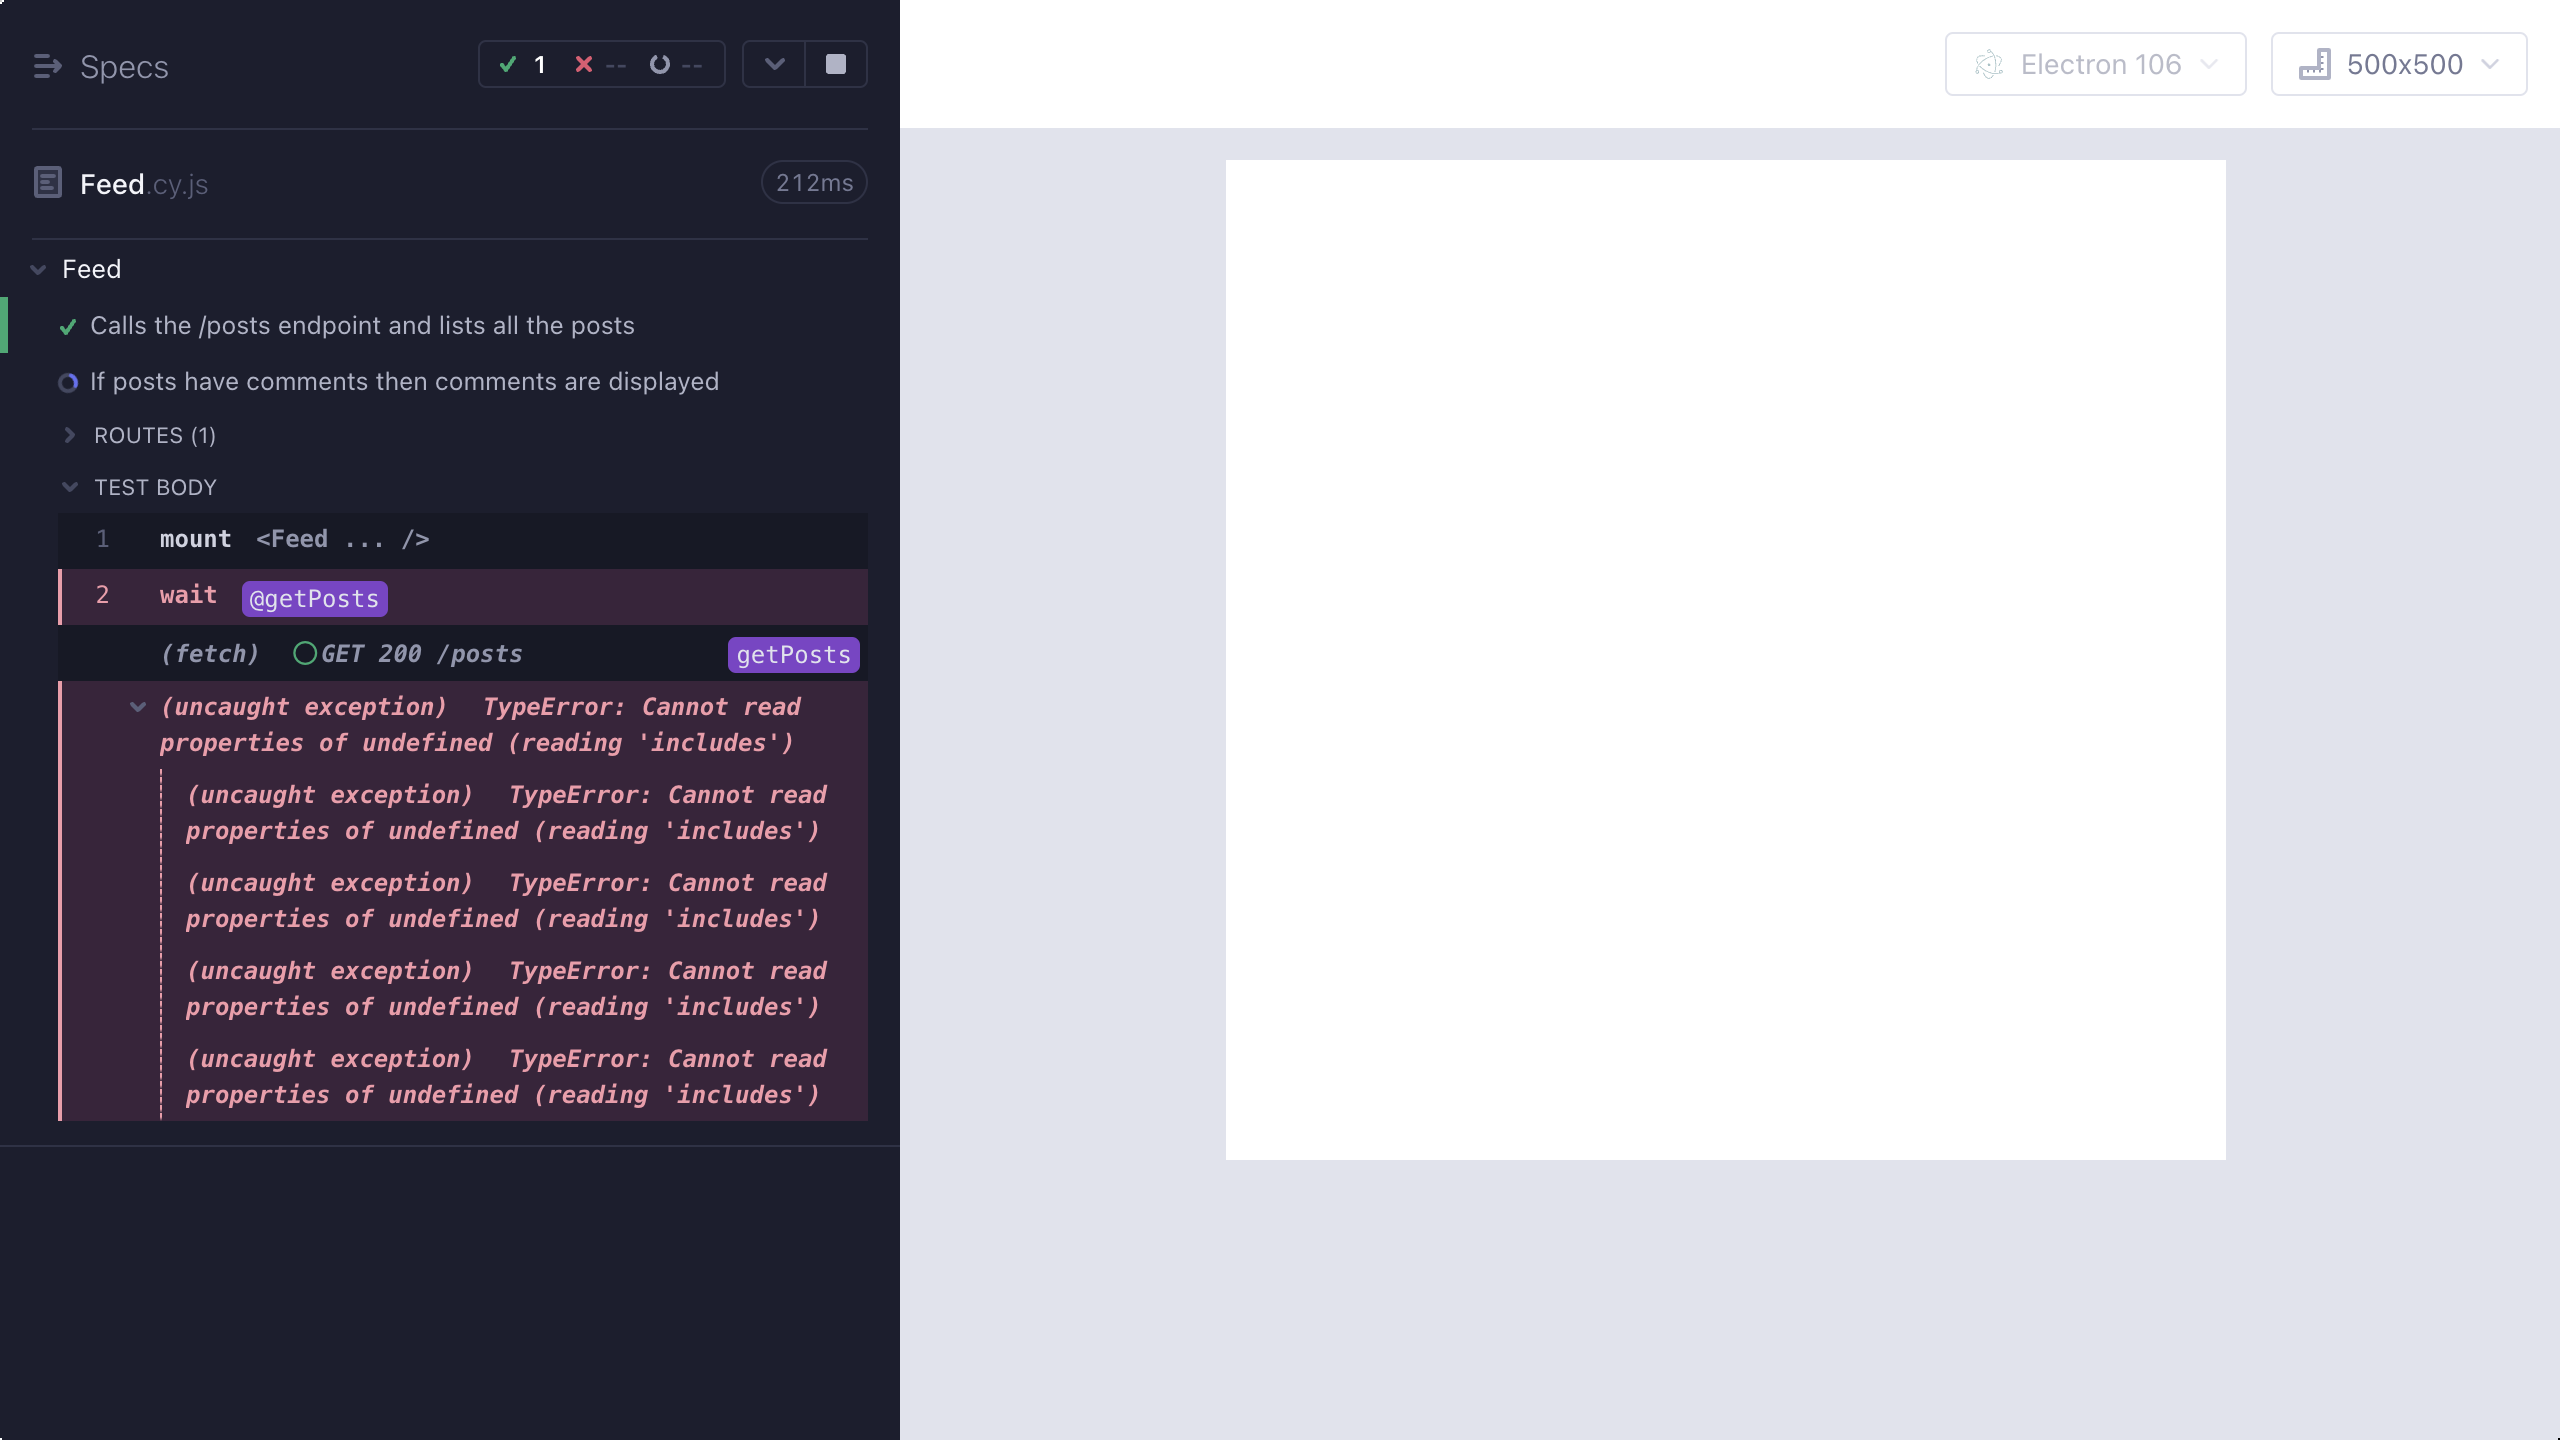 Specs
1
--
--
Electron 106
500x500
Feed.cy.js
212ms
Feed
Calls the /posts endpoint and lists all the posts
If posts have comments then comments are displayed
ROUTES (1)
TEST BODY
1 mount <Feed ... />
2 wait @getPosts
(fetch) GET 200 /posts getPosts
(uncaught exception) TypeError: Cannot read
properties of undefined (reading 'includes')
(uncaught exception) TypeError: Cannot read
properties of undefined (reading 'includes')
(uncaught exception) TypeError: Cannot read
properties of undefined (reading 'includes')
(uncaught exception) TypeError: Cannot read
properties of undefined (reading 'includes')
(uncaught exception) TypeError: Cannot read
properties of undefined (reading 'includes')